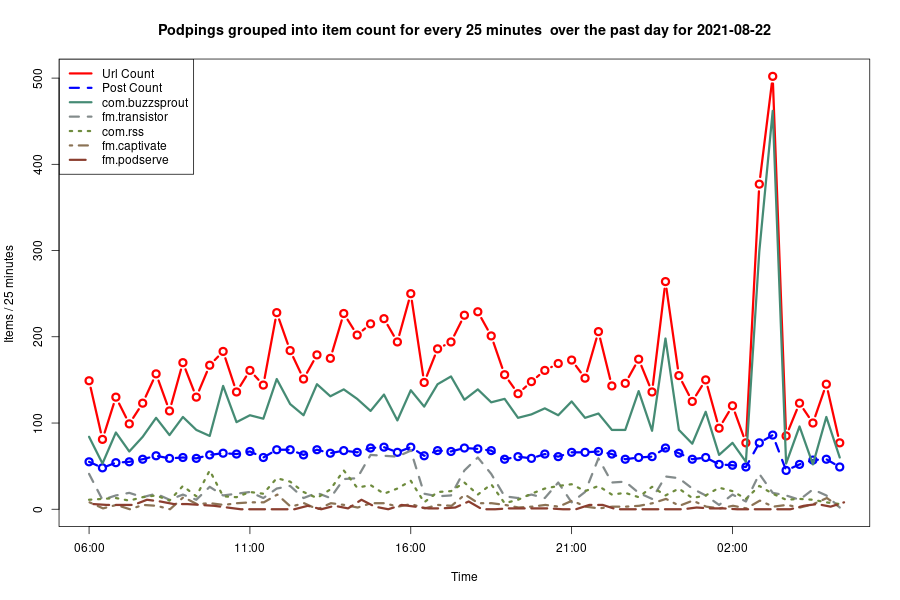 Podpings grouped into item count for every 25 minutes  over the past day for 2021-08-22
Url Count
Post Count
com.buzzsprout
fm.transistor
com.rss
fm.captivate
fm.podserve
Items / 25 minutes
500
400
300
200
100
0
06:00 11:00 16:00 21:00 02:00
Time